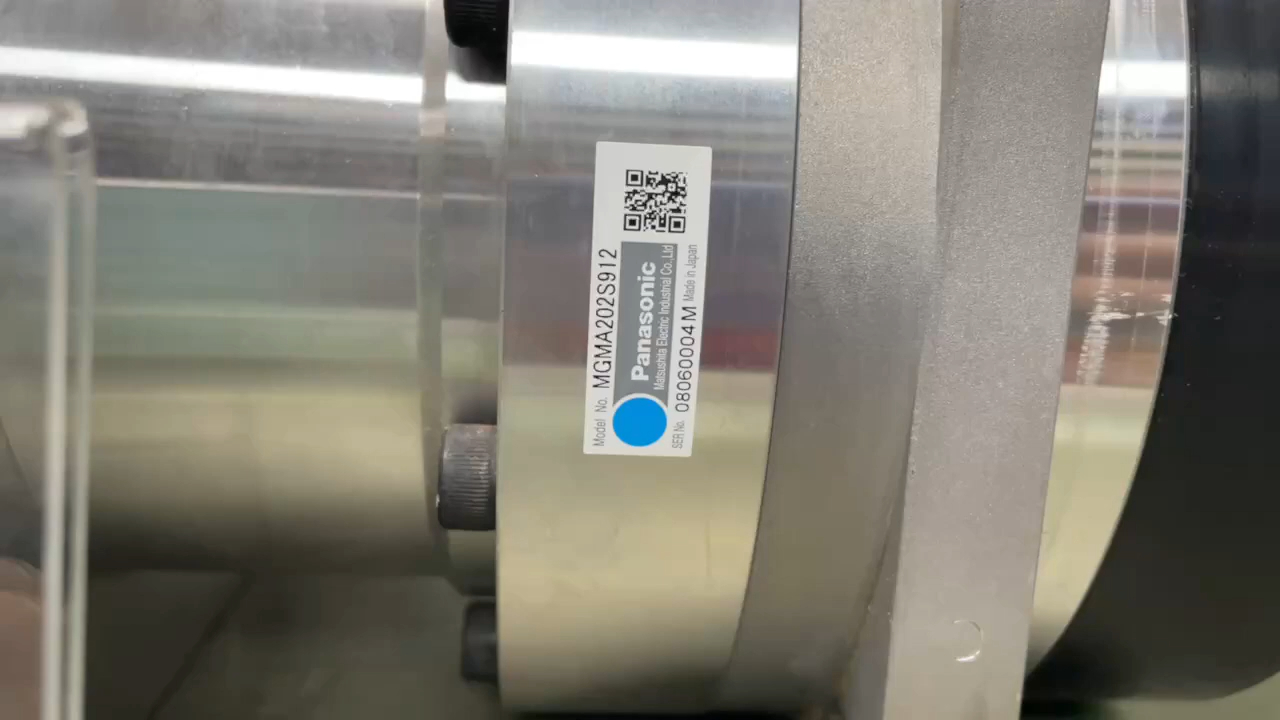 Model No. MGMA202S912
Panasonic
Matsushita Electric Industrial Co.,Ltd
SER No. 08060004M Made in Japan